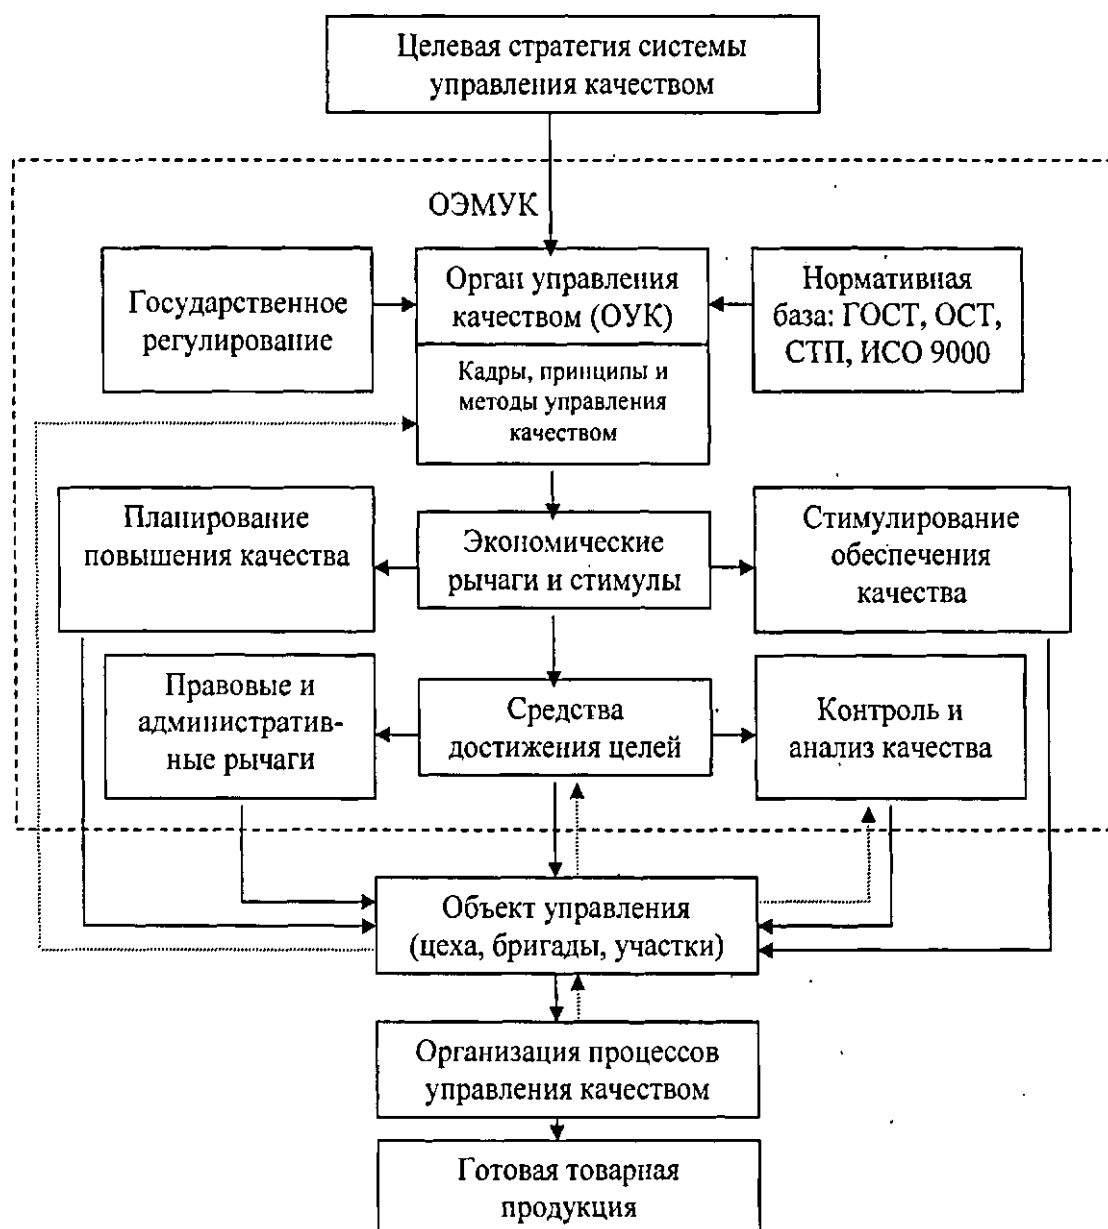 Целевая стратегия системы
управления качеством
ОЭМУК
Государственное
регулирование
Орган управления
качеством (ОУК)
Нормативная
база: ГОСТ, ОСТ,
СТП, ИСО 9000
Кадры, принципы и
методы управления
качеством
Планирование
повышения качества
Экономические
рычаги и стимулы
Стимулирование
обеспечения
качества
Правовые и
административ-
ные рычаги
Средства
достижения целей
Контроль и
анализ качества
Объект управления
(цеха, бригады, участки)
Организация процессов
управления качеством
Готовая товарная
продукция